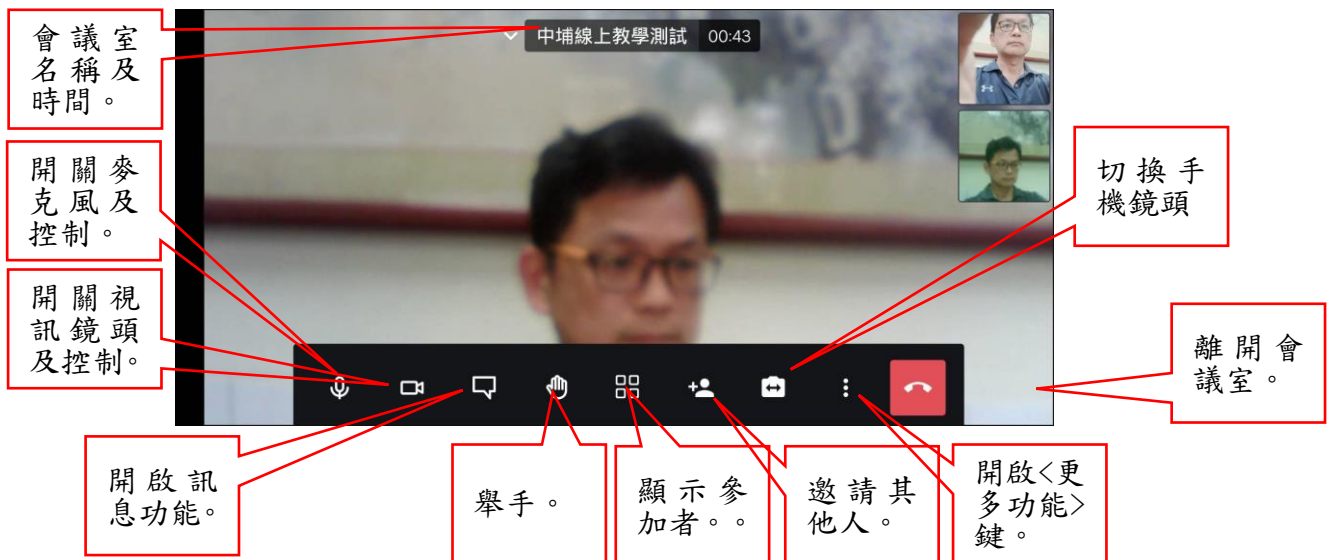 會議室
名稱及
時間。
中埔線上教學測試 00:43
開關麥
克風及
控制。
切換手
機鏡頭
開關視
訊鏡頭
及控制。
離開會
議室。
開啟訊
息功能。
舉手。
顯示參
加者。。
邀請其
他人。
開啟<更
多功能>
鍵。